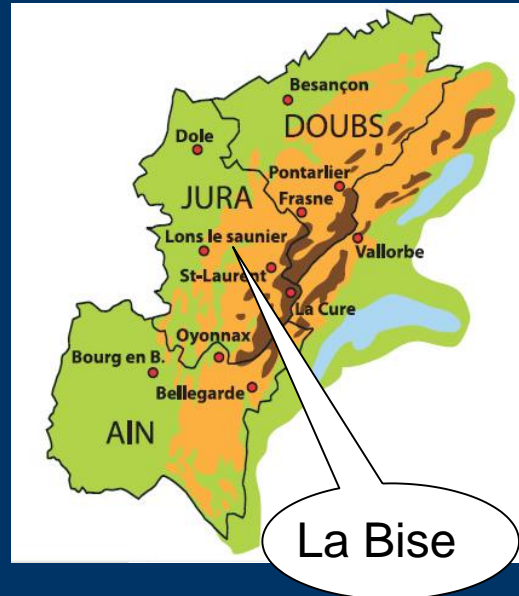 Besançon
DOUBS
Dole
Pontarlier
JURA
Frasne
Lons le saunier
Vallorbe
St-Laurent
La Cure
Oyonnax
Bourg en B.
Bellegarde
AIN
La Bise